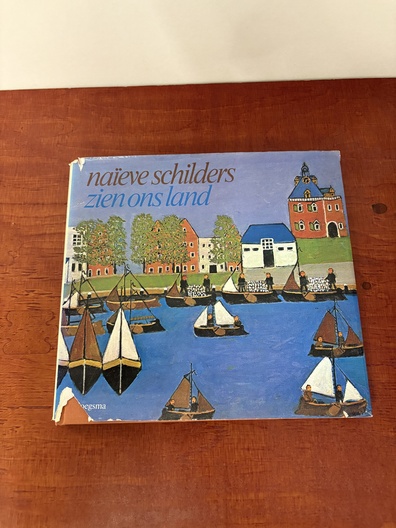 naïeve schilders
zien ons land